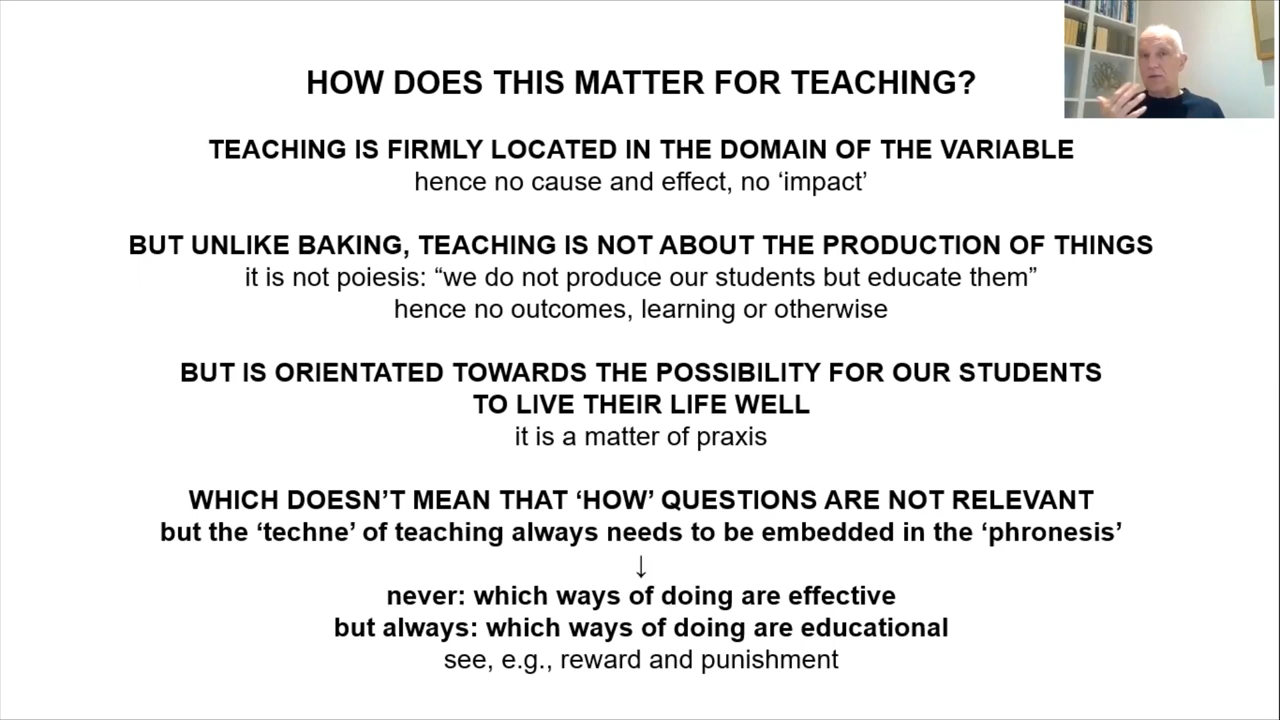 HOW DOES THIS MATTER FOR TEACHING?
TEACHING IS FIRMLY LOCATED IN THE DOMAIN OF THE VARIABLE
hence no cause and effect, no ‘impact’
BUT UNLIKE BAKING, TEACHING IS NOT ABOUT THE PRODUCTION OF THINGS
it is not poiesis: “we do not produce our students but educate them”
hence no outcomes, learning or otherwise
BUT IS ORIENTATED TOWARDS THE POSSIBILITY FOR OUR STUDENTS
TO LIVE THEIR LIFE WELL
it is a matter of praxis
WHICH DOESN’T MEAN THAT ‘HOW’ QUESTIONS ARE NOT RELEVANT
but the ‘techne’ of teaching always needs to be embedded in the ‘phronesis’
↓
never: which ways of doing are effective
but always: which ways of doing are educational
see, e.g., reward and punishment